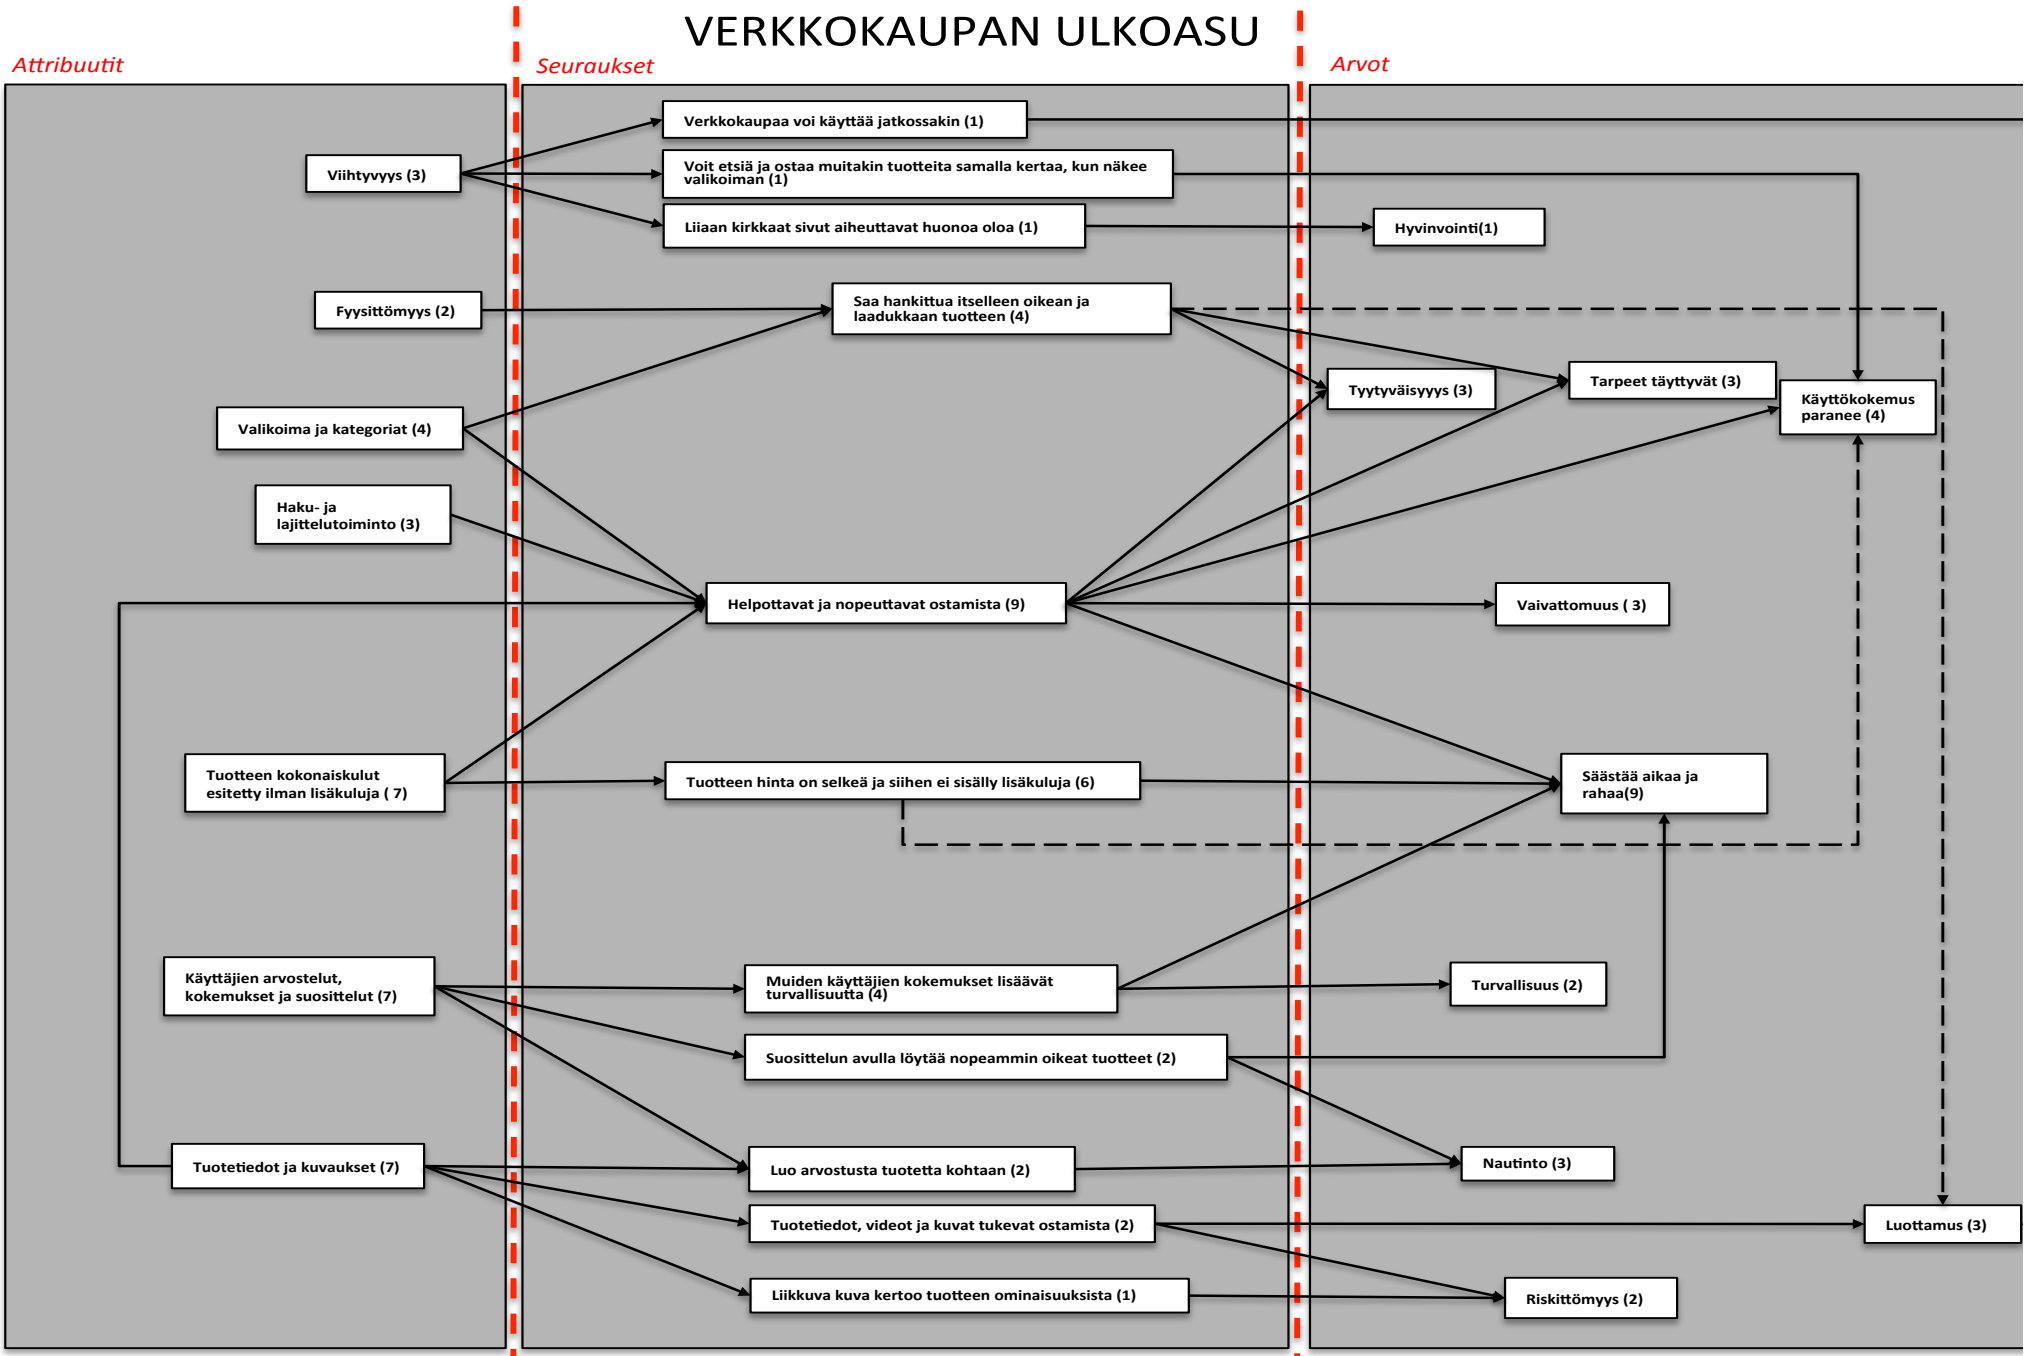 VERKKOKAUPAN ULKOASU
Attribuutit
Seuraukset
Arvot
Verkkokaupaa voi käyttää jatkossakin (1)
Viihtyvyys (3)
Voit etsiä ja ostaa muitakin tuotteita samalla kertaa, kun näkee
valikoiman (1)
Liiaan kirkkaat sivut aiheuttavat huonoa oloa (1)
Hyvinvointi(1)
Fyysittömyys (2)
Saa hankittua itselleen oikean ja
laadukkaan tuotteen (4)
Tyytyväisyyys (3)
Tarpeet täyttyvät (3)
Käyttökokemus
paranee (4)
Valikoima ja kategoriat (4)
Haku- ja
lajittelutoiminto (3)
Helpottavat ja nopeuttavat ostamista (9)
Vaivattomuus ( 3)
Tuotteen kokonaiskulut
esitetty ilman lisäkuluja ( 7)
Tuotteen hinta on selkeä ja siihen ei sisälly lisäkuluja (6)
Säästää aikaa ja
rahaa(9)
Käyttäjien arvostelut,
kokemukset ja suosittelut (7)
Muiden käyttäjien kokemukset lisäävät
turvallisuutta (4)
Turvallisuus (2)
Suosittelun avulla löytää nopeammin oikeat tuotteet (2)
Tuotetiedot ja kuvaukset (7)
Luo arvostusta tuotetta kohtaan (2)
Nautinto (3)
Tuotetiedot, videot ja kuvat tukevat ostamista (2)
Luottamus (3)
Liikkuva kuva kertoo tuotteen ominaisuuksista (1)
Riskittömyys (2)